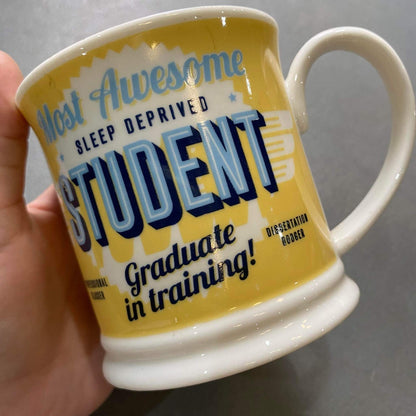 Most Awesome
SLEEP DEPRIVED
STUDENT
Graduate
in training!
DISSERTATION
DODGER